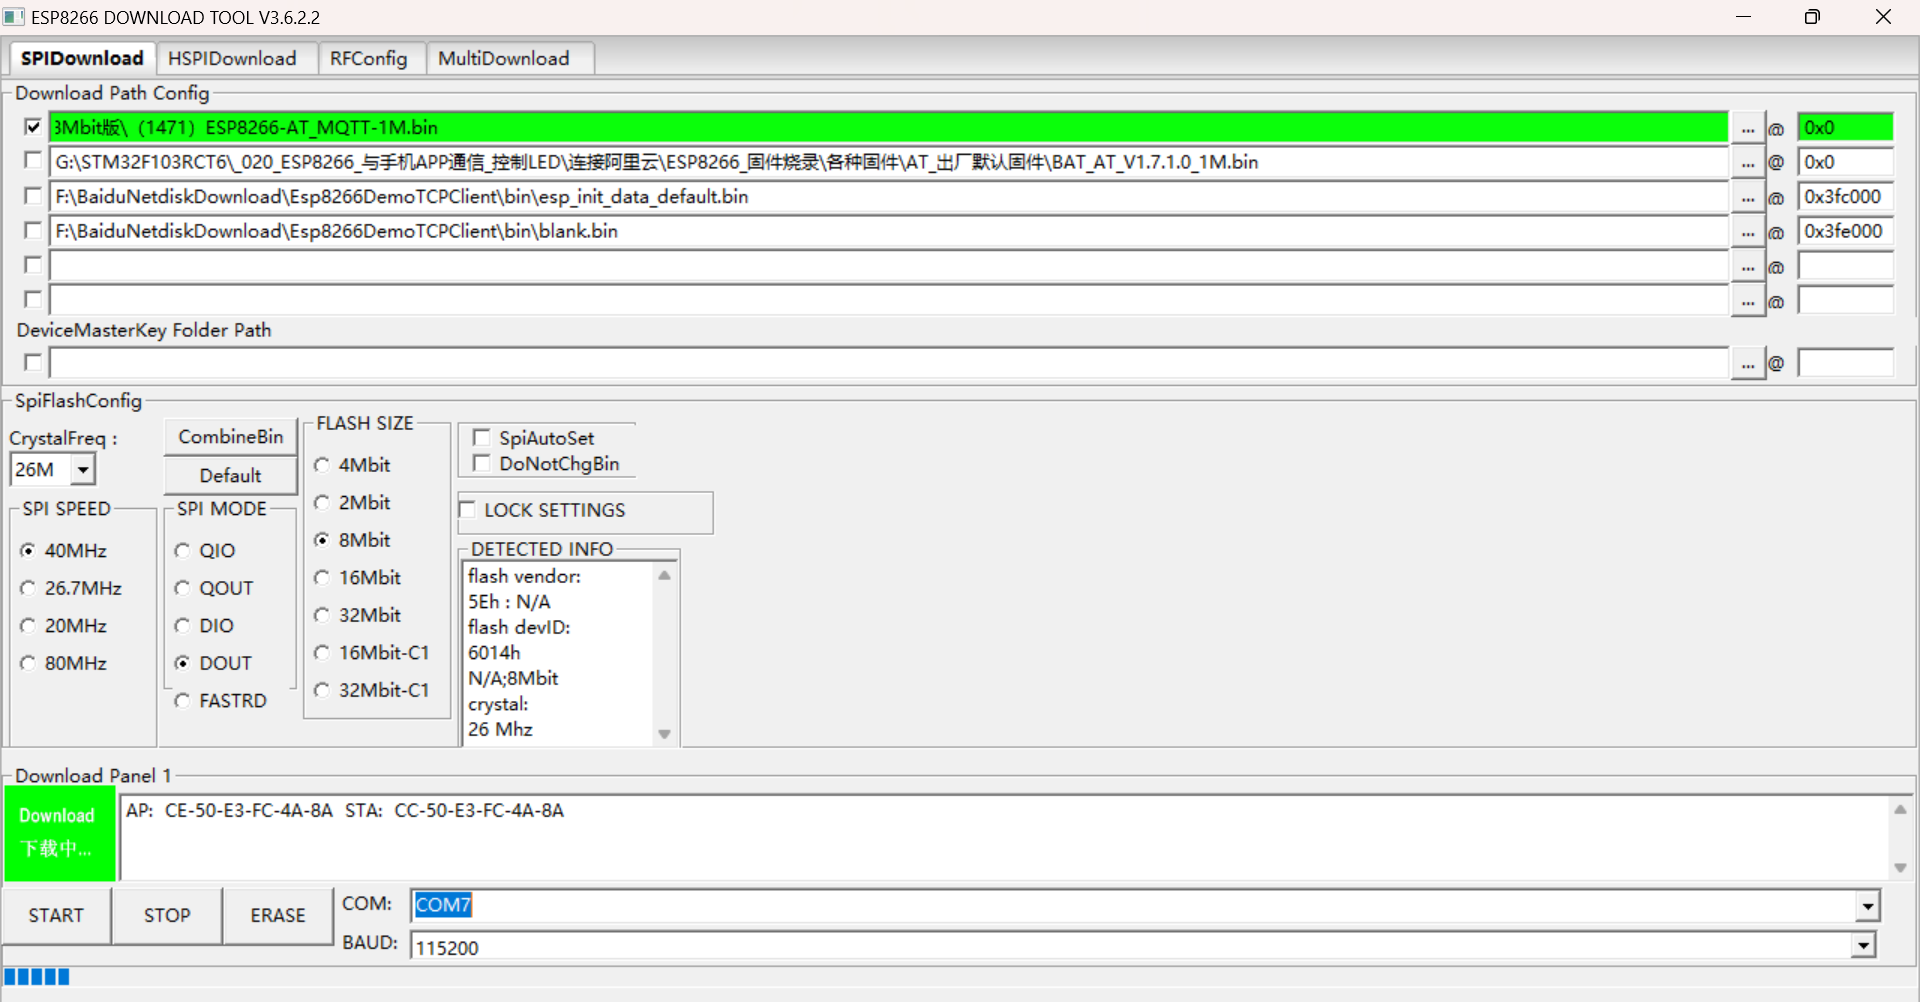 ESP8266 DOWNLOAD TOOL V3.6.2.2
SPIDownload HSPIDownload RFConfig MultiDownload
Download Path Config
3Mbit版\（1471）ESP8266-AT_MQTT-1M.bin ... @ 0x0
G:\STM32F103RCT6\_020_ESP8266_与手机APP通信_控制LED\连接阿里云\ESP8266_固件烧录\各种固件\AT_出厂默认固件\BAT_AT_V1.7.1.0_1M.bin ... @ 0x0
F:\BaiduNetdiskDownload\Esp8266DemoTCPClient\bin\esp_init_data_default.bin ... @ 0x3fc000
F:\BaiduNetdiskDownload\Esp8266DemoTCPClient\bin\blank.bin ... @ 0x3fe000
... @
... @
DeviceMasterKey Folder Path
... @
SpiFlashConfig
CrystalFreq :
26M
CombineBin
Default
SPI SPEED
40MHz
26.7MHz
20MHz
80MHz
SPI MODE
QIO
QOUT
DIO
DOUT
FASTRD
FLASH SIZE
4Mbit
2Mbit
8Mbit
16Mbit
32Mbit
16Mbit-C1
32Mbit-C1
SpiAutoSet
DoNotChgBin
LOCK SETTINGS
DETECTED INFO
flash vendor:
5Eh : N/A
flash devID:
6014h
N/A;8Mbit
crystal:
26 Mhz
Download Panel 1
Download
下载中...
AP: CE-50-E3-FC-4A-8A STA: CC-50-E3-FC-4A-8A
START STOP ERASE
COM: COM7
BAUD: 115200